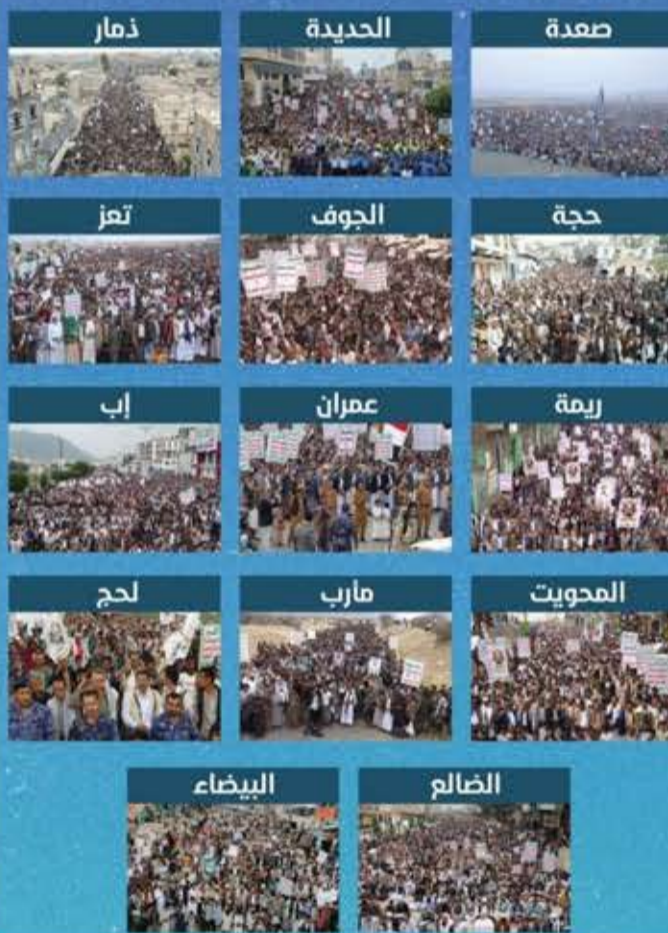 صعدة
الحديدة
ذمار
حجة
الجوف
تعز
ريمة
عمران
إب
المحويت
مأرب
لحج
الضالع
البيضاء